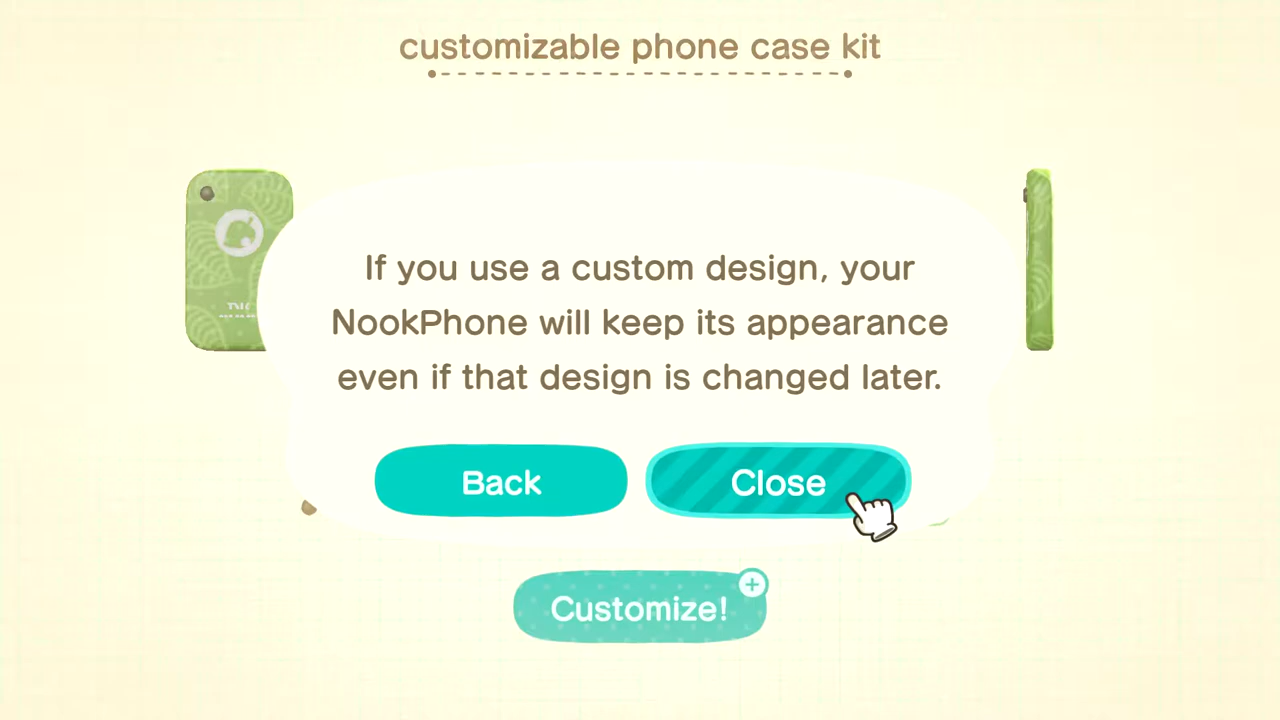 customizable phone case kit
If you use a custom design, your
NookPhone will keep its appearance
even if that design is changed later.
Back
Close
Customize!